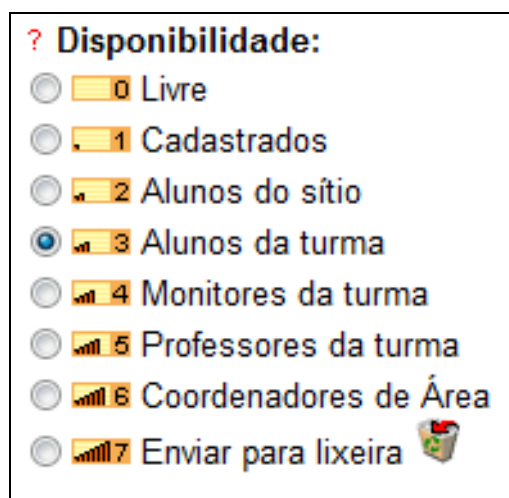 ? Disponibilidade:
0 Livre
1 Cadastrados
2 Alunos do sítio
3 Alunos da turma
4 Monitores da turma
5 Professores da turma
6 Coordenadores de Área
7 Enviar para lixeira